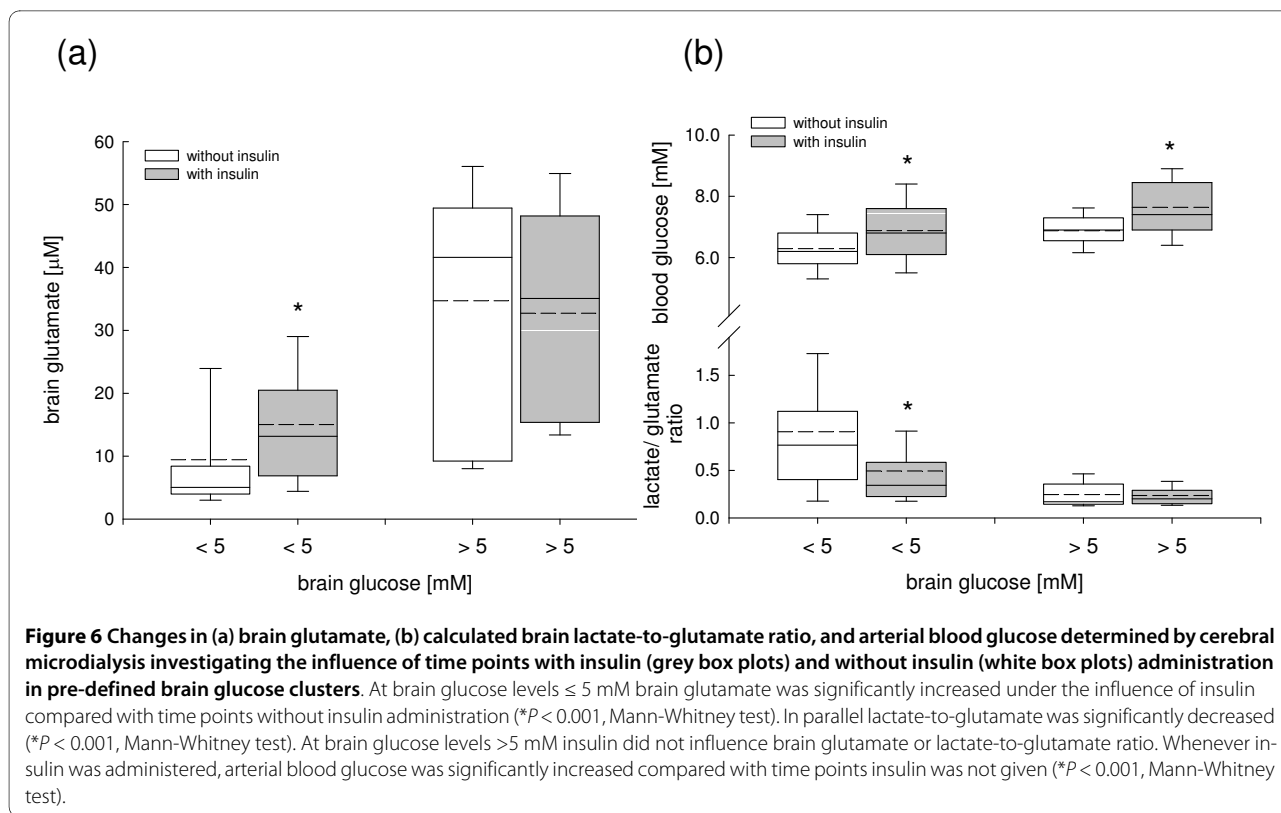 (a)
(b)
without insulin
with insulin
60
50
40
30
20
10
0
brain glutamate [µM]
*
< 5
< 5
> 5
> 5
brain glucose [mM]
without insulin
with insulin
10.0
8.0
6.0
blood glucose [mM]
*
*
1.5
1.0
0.5
0.0
lactate/ glutamate
ratio
*
< 5
< 5
> 5
> 5
brain glucose [mM]
Figure 6 Changes in (a) brain glutamate, (b) calculated brain lactate-to-glutamate ratio, and arterial blood glucose determined by cerebral
microdialysis investigating the influence of time points with insulin (grey box plots) and without insulin (white box plots) administration
in pre-defined brain glucose clusters. At brain glucose levels ≤ 5 mM brain glutamate was significantly increased under the influence of insulin
compared with time points without insulin administration (*P < 0.001, Mann-Whitney test). In parallel lactate-to-glutamate was significantly decreased
(*P < 0.001, Mann-Whitney test). At brain glucose levels >5 mM insulin did not influence brain glutamate or lactate-to-glutamate ratio. Whenever in-
sulin was administered, arterial blood glucose was significantly increased compared with time points insulin was not given (*P < 0.001, Mann-Whitney
test).